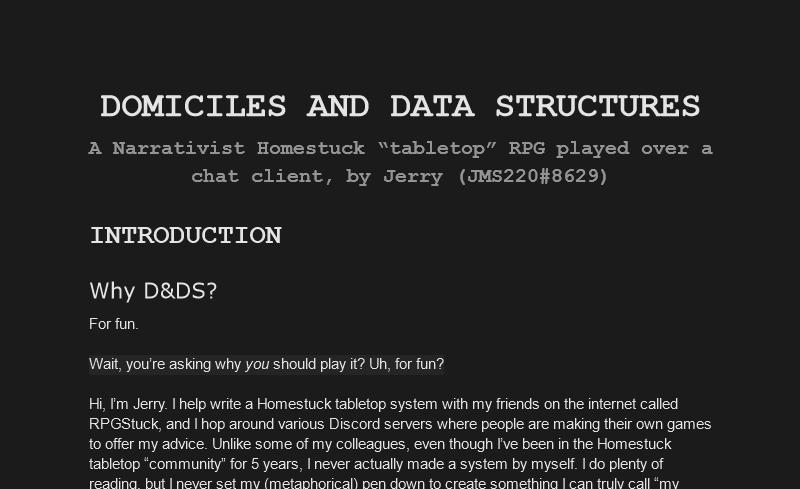 DOMICILES AND DATA STRUCTURES
A Narrativist Homestuck “tabletop” RPG played over a
chat client, by Jerry (JMS220#8629)
INTRODUCTION
Why D&DS?
For fun.
Wait, you’re asking why you should play it? Uh, for fun?
Hi, I’m Jerry. I help write a Homestuck tabletop system with my friends on the internet called
RPGStuck, and I hop around various Discord servers where people are making their own games
to offer my advice. Unlike some of my colleagues, even though I’ve been in the Homestuck
tabletop “community” for 5 years, I never actually made a system by myself. I do plenty of
reading, but I never set my (metaphorical) pen down to create something I can truly call “my